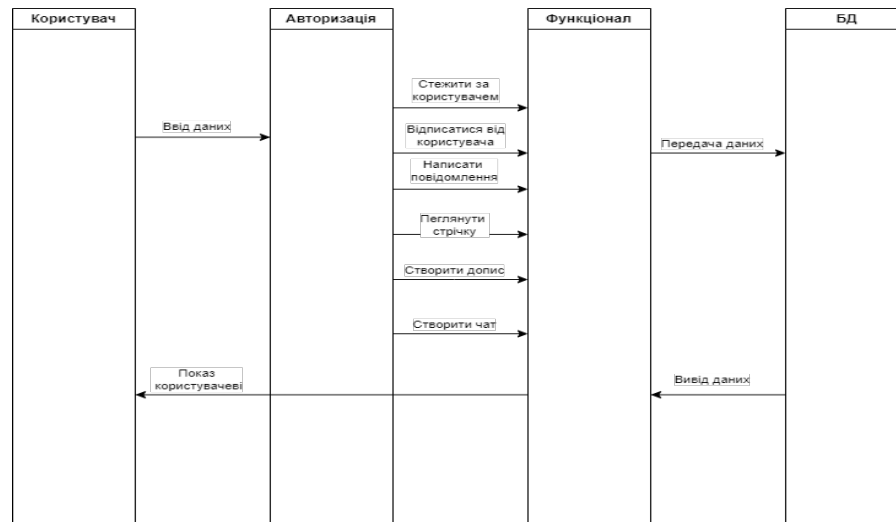 Користувач
Авторизація
Функціонал
БД
Стежити за
користувачем
Ввід даних
Відписатися від
користувача
Передача даних
Написати
повідомлення
Пеглянути
стрічку
Створити допис
Створити чат
Показ
користувачеві
Вивід даних